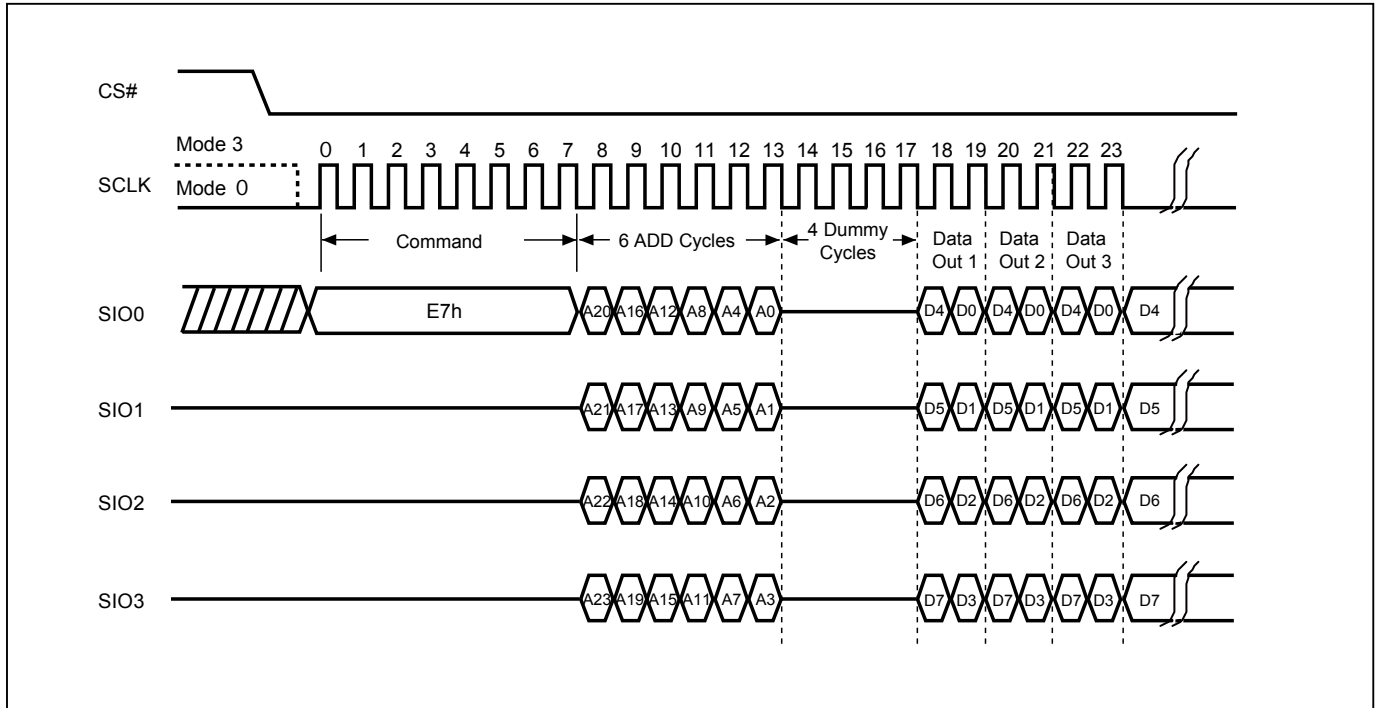 CS#
Mode 3
SCLK
Mode 0
0 1 2 3 4 5 6 7 8 9 10 11 12 13 14 15 16 17 18 19 20 21 22 23
Command
6 ADD Cycles
4 Dummy
Cycles
Data
Out 1
Data
Out 2
Data
Out 3
SIO0
E7h
A20 A16 A12 A8 A4 A0
D4 D0 D4 D0 D4 D0 D4
SIO1
A21 A17 A13 A9 A5 A1
D5 D1 D5 D1 D5 D1 D5
SIO2
A22 A18 A14 A10 A6 A2
D6 D2 D6 D2 D6 D2 D6
SIO3
A23 A19 A15 A11 A7 A3
D7 D3 D7 D3 D7 D3 D7